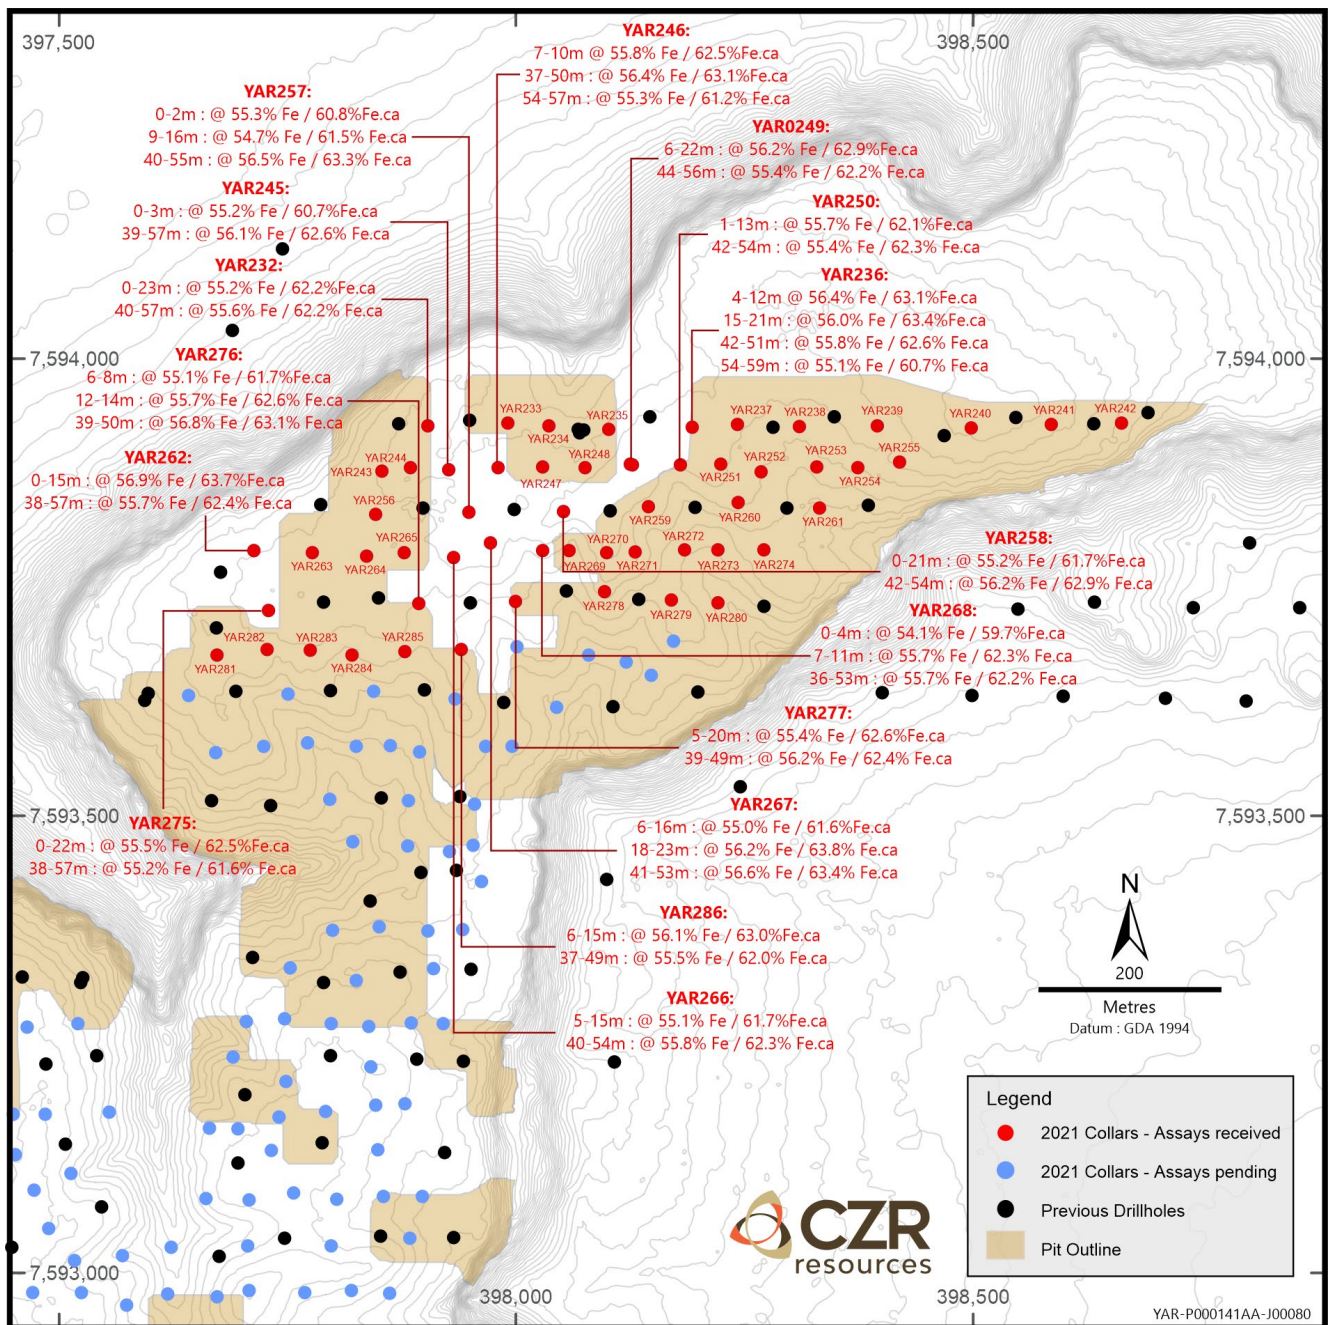 397,500
398,500
YAR246:
7-10m @ 55.8% Fe / 62.5%Fe.ca
37-50m : @ 56.4% Fe / 63.1%Fe.ca
54-57m : @ 55.3% Fe / 61.2%Fe.ca
YAR257:
0-2m : @ 55.3% Fe / 60.8%Fe.ca
9-16m @ 54.7% Fe / 61.5%Fe.ca
40-55m : @ 56.5% Fe / 63.3%Fe.ca
YAR0249:
6-22m : @ 56.2% Fe / 62.9%Fe.ca
44-56m : @ 55.4% Fe / 62.2%Fe.ca
YAR245:
0-3m : @ 55.2% Fe / 60.7%Fe.ca
39-57m : @ 56.1% Fe / 62.6% Fe.ca
YAR250:
1-13m : @ 55.7% Fe / 62.1%Fe.ca
42-54m : @ 55.4% Fe / 62.3%Fe.ca
YAR232:
0-23m : @ 55.2% Fe / 62.2%Fe.ca
40-57m : @ 55.6% Fe / 62.2%Fe.ca
YAR236:
4-12m @ 56.4% Fe / 63.1%Fe.ca
15-21m : @ 56.0% Fe / 63.4%Fe.ca
42-51m : @ 55.8% Fe / 62.6%Fe.ca
54-59m : @ 55.1% Fe / 60.7%Fe.ca
7,594,000
7,594,000
YAR276:
6-8m : @ 55.1% Fe / 61.7%Fe.ca
12-14m : @ 55.7% Fe / 62.6%Fe.ca
39-50m : @ 56.8% Fe / 63.1%Fe.ca
YAR233
YAR234
YAR235
YAR237
YAR238
YAR239
YAR240
YAR241
YAR242
YAR262:
0-15m : @ 56.9% Fe / 63.7%Fe.ca
38-57m : @ 55.7% Fe / 62.4% Fe.ca
YAR244
YAR243
YAR248
YAR247
YAR251
YAR252
YAR253
YAR254
YAR255
YAR256
YAR259
YAR260
YAR261
YAR265
YAR263
YAR264
YAR270
YAR269
YAR271
YAR272
YAR273
YAR274
YAR258:
0-21m : @ 55.2% Fe / 61.7%Fe.ca
42-54m : @ 56.2% Fe / 62.9%Fe.ca
YAR278
YAR279
YAR280
YAR268:
0-4m : @ 54.1% Fe / 59.7%Fe.ca
7-11m : @ 55.7% Fe / 62.3% Fe.ca
36-53m : @ 55.7% Fe / 62.2% Fe.ca
YAR282
YAR283
YAR285
YAR281
YAR284
YAR277:
5-20m : @ 55.4% Fe / 62.6%Fe.ca
39-49m : @ 56.2% Fe / 62.4% Fe.ca
7,593,500
7,593,500
YAR275:
0-22m : @ 55.5% Fe / 62.5%Fe.ca
38-57m : @ 55.2% Fe / 61.6% Fe.ca
YAR267:
6-16m : @ 55.0% Fe / 61.6%Fe.ca
18-23m : @ 56.2% Fe / 63.8% Fe.ca
41-53m : @ 56.6% Fe / 63.4% Fe.ca
YAR286:
6-15m : @ 56.1% Fe / 63.0%Fe.ca
37-49m : @ 55.5% Fe / 62.0% Fe.ca
N
200
Metres
Datum : GDA 1994
YAR266:
5-15m : @ 55.1% Fe / 61.7%Fe.ca
40-54m : @ 55.8% Fe / 62.3% Fe.ca
Legend
2021 Collars - Assays received
2021 Collars - Assays pending
Previous Drillholes
Pit Outline
CZR
resources
7,593,000
398,000
398,500
YAR-P000141AA-J00080